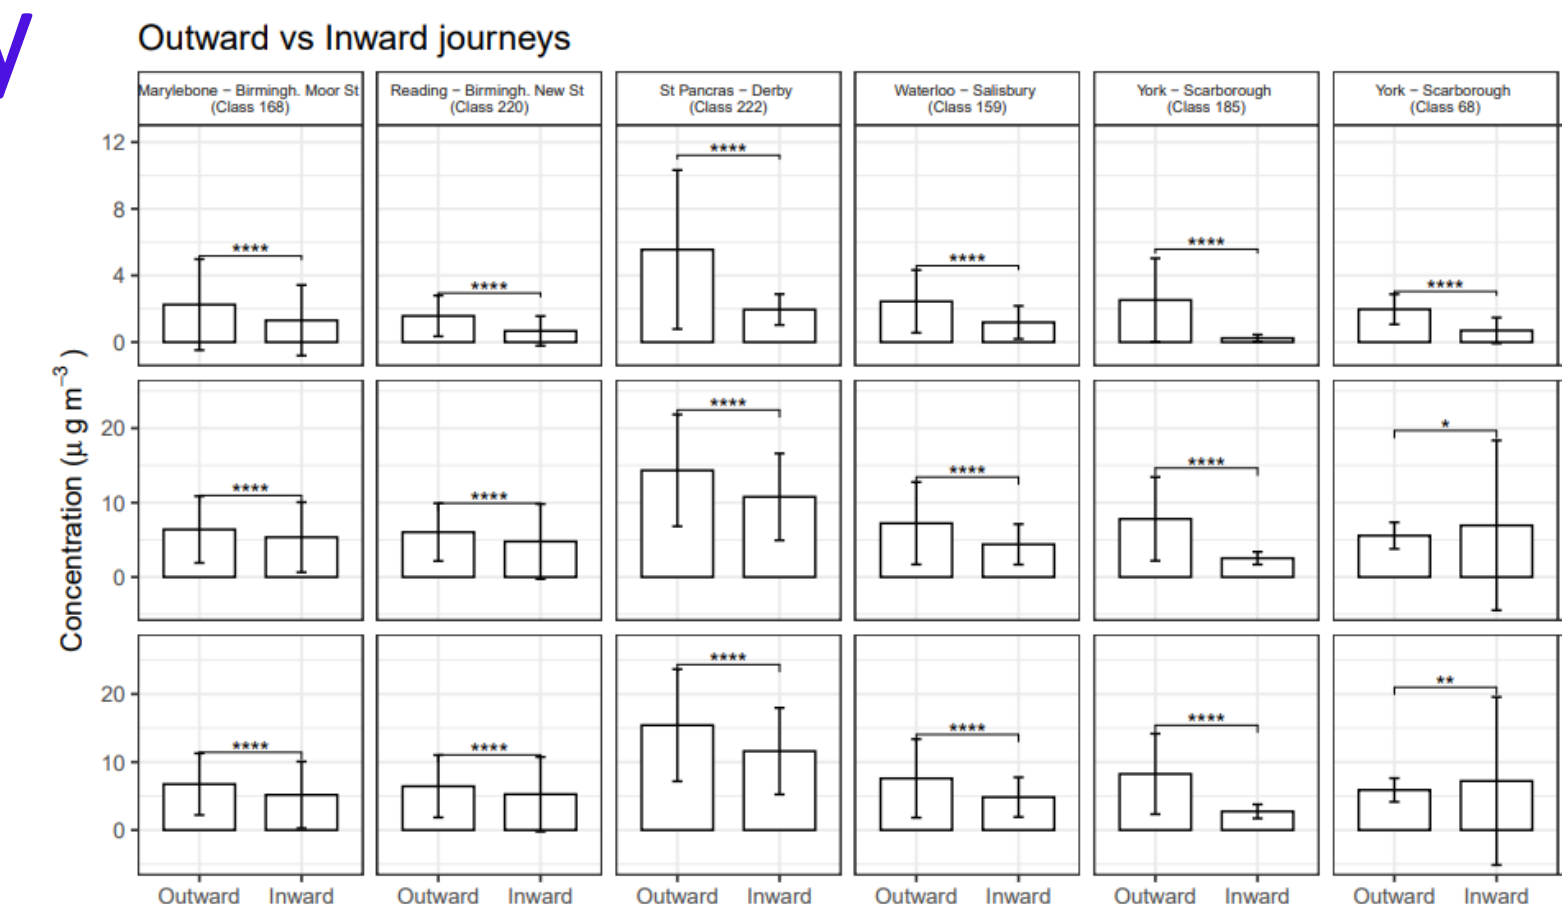 y
Outward vs Inward journeys
Marylebone − Birmingh. Moor St
(Class 168)
Reading − Birmingh. New St
(Class 220)
St Pancras − Derby
(Class 222)
Waterloo − Salisbury
(Class 159)
York − Scarborough
(Class 185)
York − Scarborough
(Class 68)
Concentration (μ g m⁻³)
12
8
4
0
**** **** **** **** **** ****
20
10
0
**** **** **** **** **** *
20
10
0
**** **** **** **** **** **
Outward Inward Outward Inward Outward Inward Outward Inward Outward Inward Outward Inward